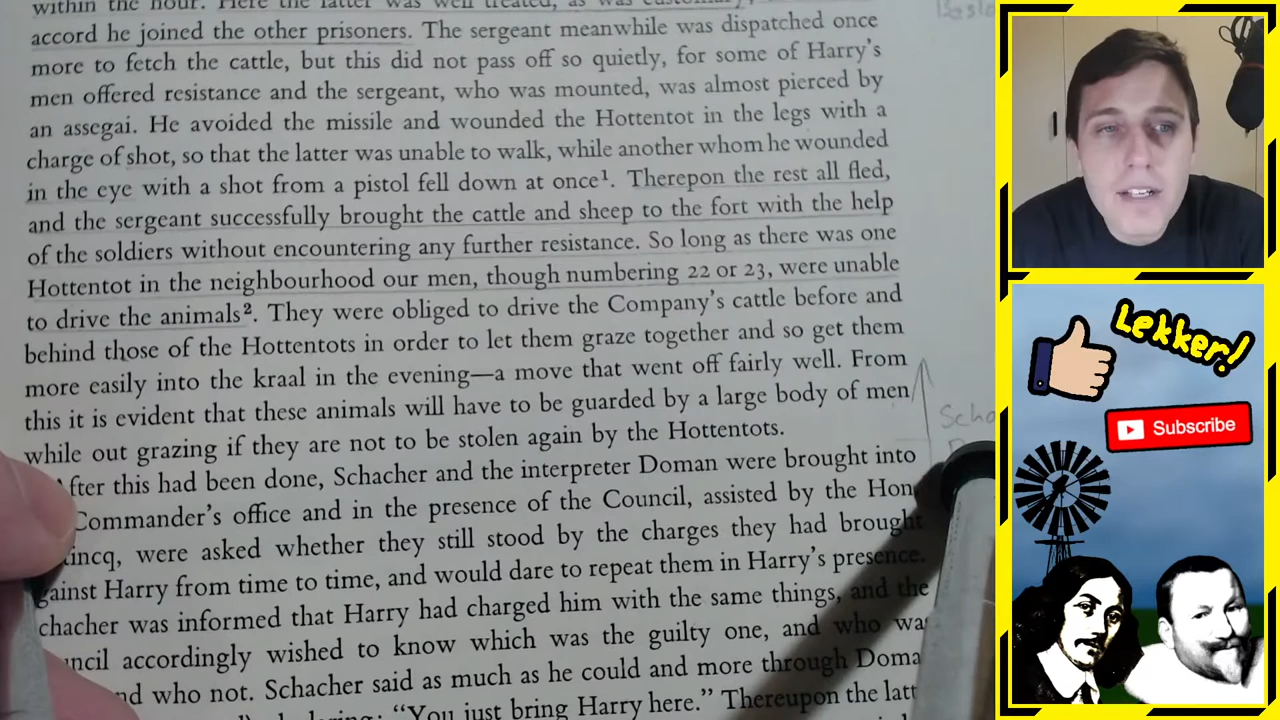 within the hour. Here the latter was well treated, as was customary,
accord he joined the other prisoners. The sergeant meanwhile was dispatched once
more to fetch the cattle, but this did not pass off so quietly, for some of Harry's
men offered resistance and the sergeant, who was mounted, was almost pierced by
an assegai. He avoided the missile and wounded the Hottentot in the legs with a
charge of shot, so that the latter was unable to walk, while another whom he wounded
in the eye with a shot from a pistol fell down at once¹. Therepon the rest all fled,
and the sergeant successfully brought the cattle and sheep to the fort with the help
of the soldiers without encountering any further resistance. So long as there was one
Hottentot in the neighbourhood our men, though numbering 22 or 23, were unable
to drive the animals². They were obliged to drive the Company's cattle before and
behind those of the Hottentots in order to let them graze together and so get them
more easily into the kraal in the evening—a move that went off fairly well. From
this it is evident that these animals will have to be guarded by a large body of men
while out grazing if they are not to be stolen again by the Hottentots.
fter this had been done, Schacher and the interpreter Doman were brought into
Commander's office and in the presence of the Council, assisted by the Hon
incq, were asked whether they still stood by the charges they had brought
gainst Harry from time to time, and would dare to repeat them in Harry's presence.
chacher was informed that Harry had charged him with the same things, and the
uncil accordingly wished to know which was the guilty one, and who wa
nd who not. Schacher said as much as he could and more through Doma
"You just bring Harry here." Thereupon the latt
Scha
Lekker!
Subscribe